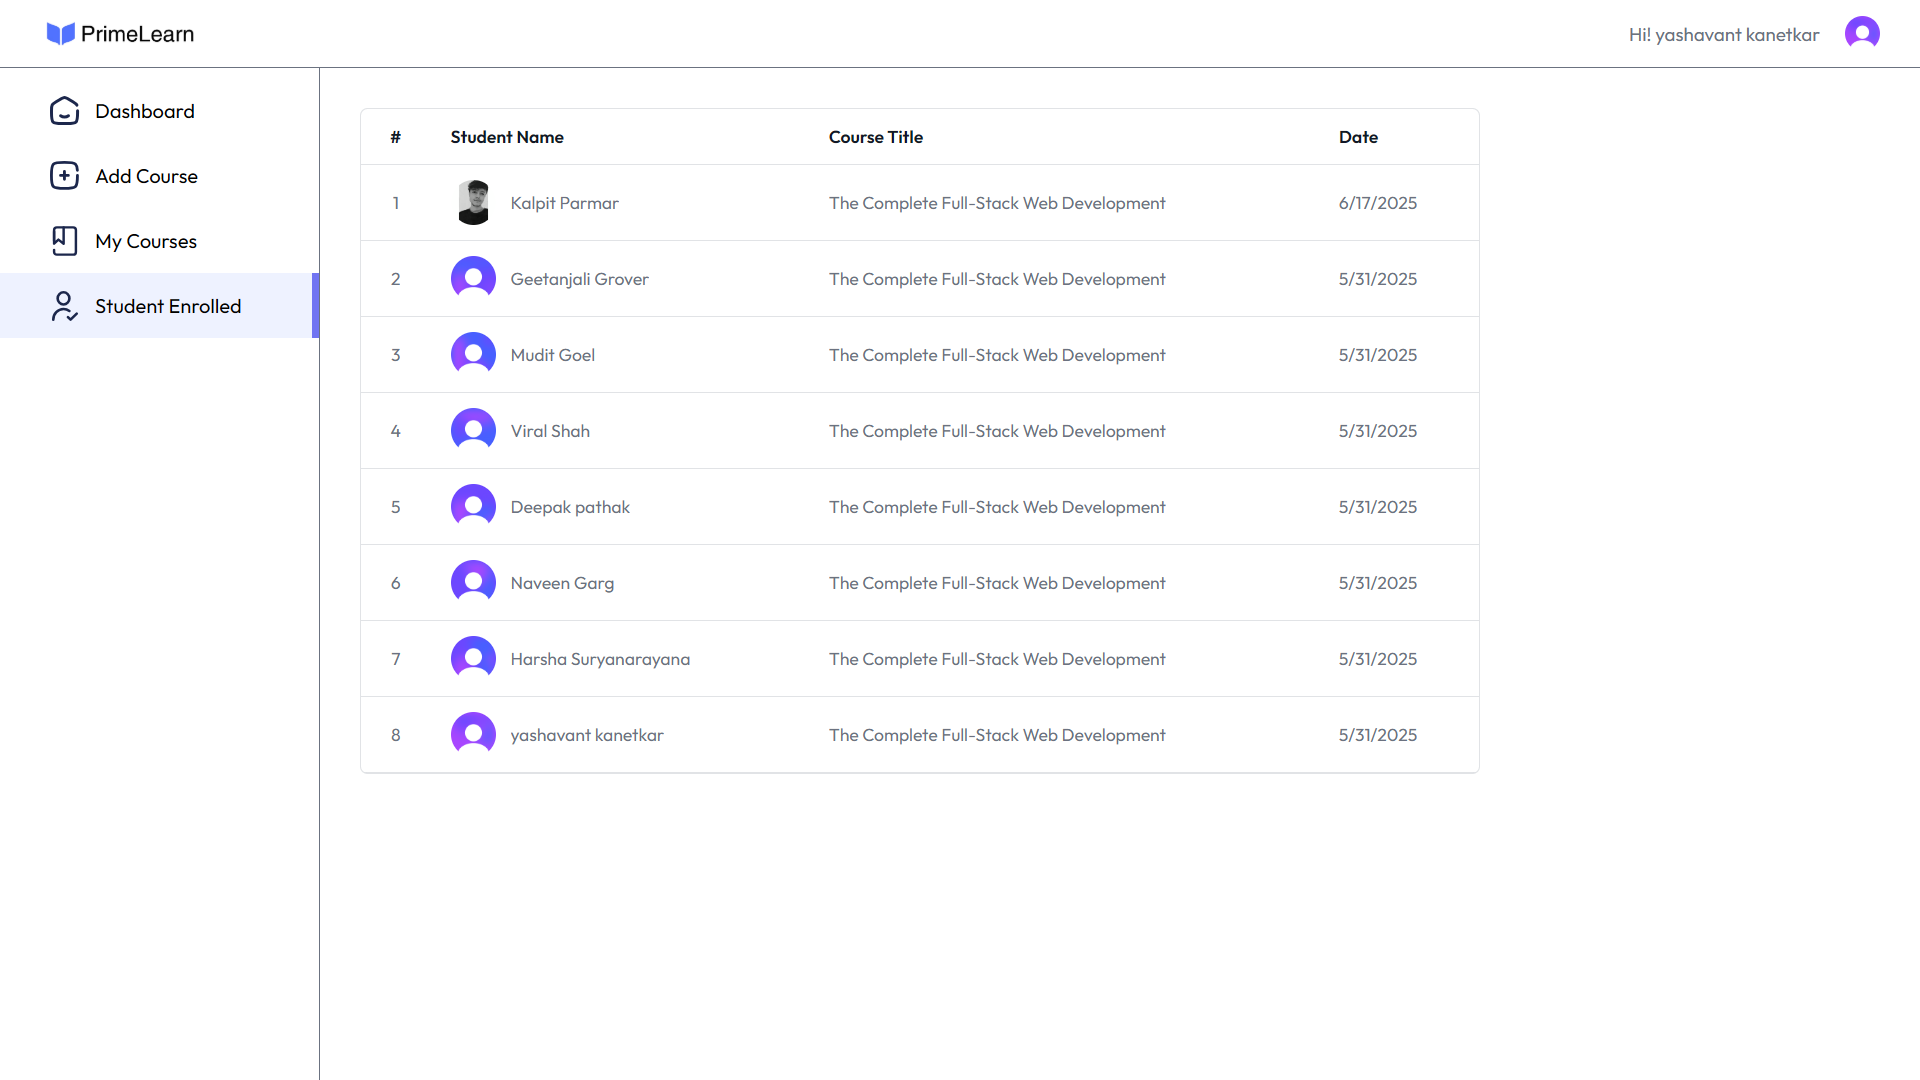 PrimeLearn
Hi! yashavant kanetkar
Dashboard
Add Course
My Courses
Student Enrolled
# Student Name Course Title Date
1 Kalpit Parmar The Complete Full-Stack Web Development 6/17/2025
2 Geetanjali Grover The Complete Full-Stack Web Development 5/31/2025
3 Mudit Goel The Complete Full-Stack Web Development 5/31/2025
4 Viral Shah The Complete Full-Stack Web Development 5/31/2025
5 Deepak pathak The Complete Full-Stack Web Development 5/31/2025
6 Naveen Garg The Complete Full-Stack Web Development 5/31/2025
7 Harsha Suryanarayana The Complete Full-Stack Web Development 5/31/2025
8 yashavant kanetkar The Complete Full-Stack Web Development 5/31/2025